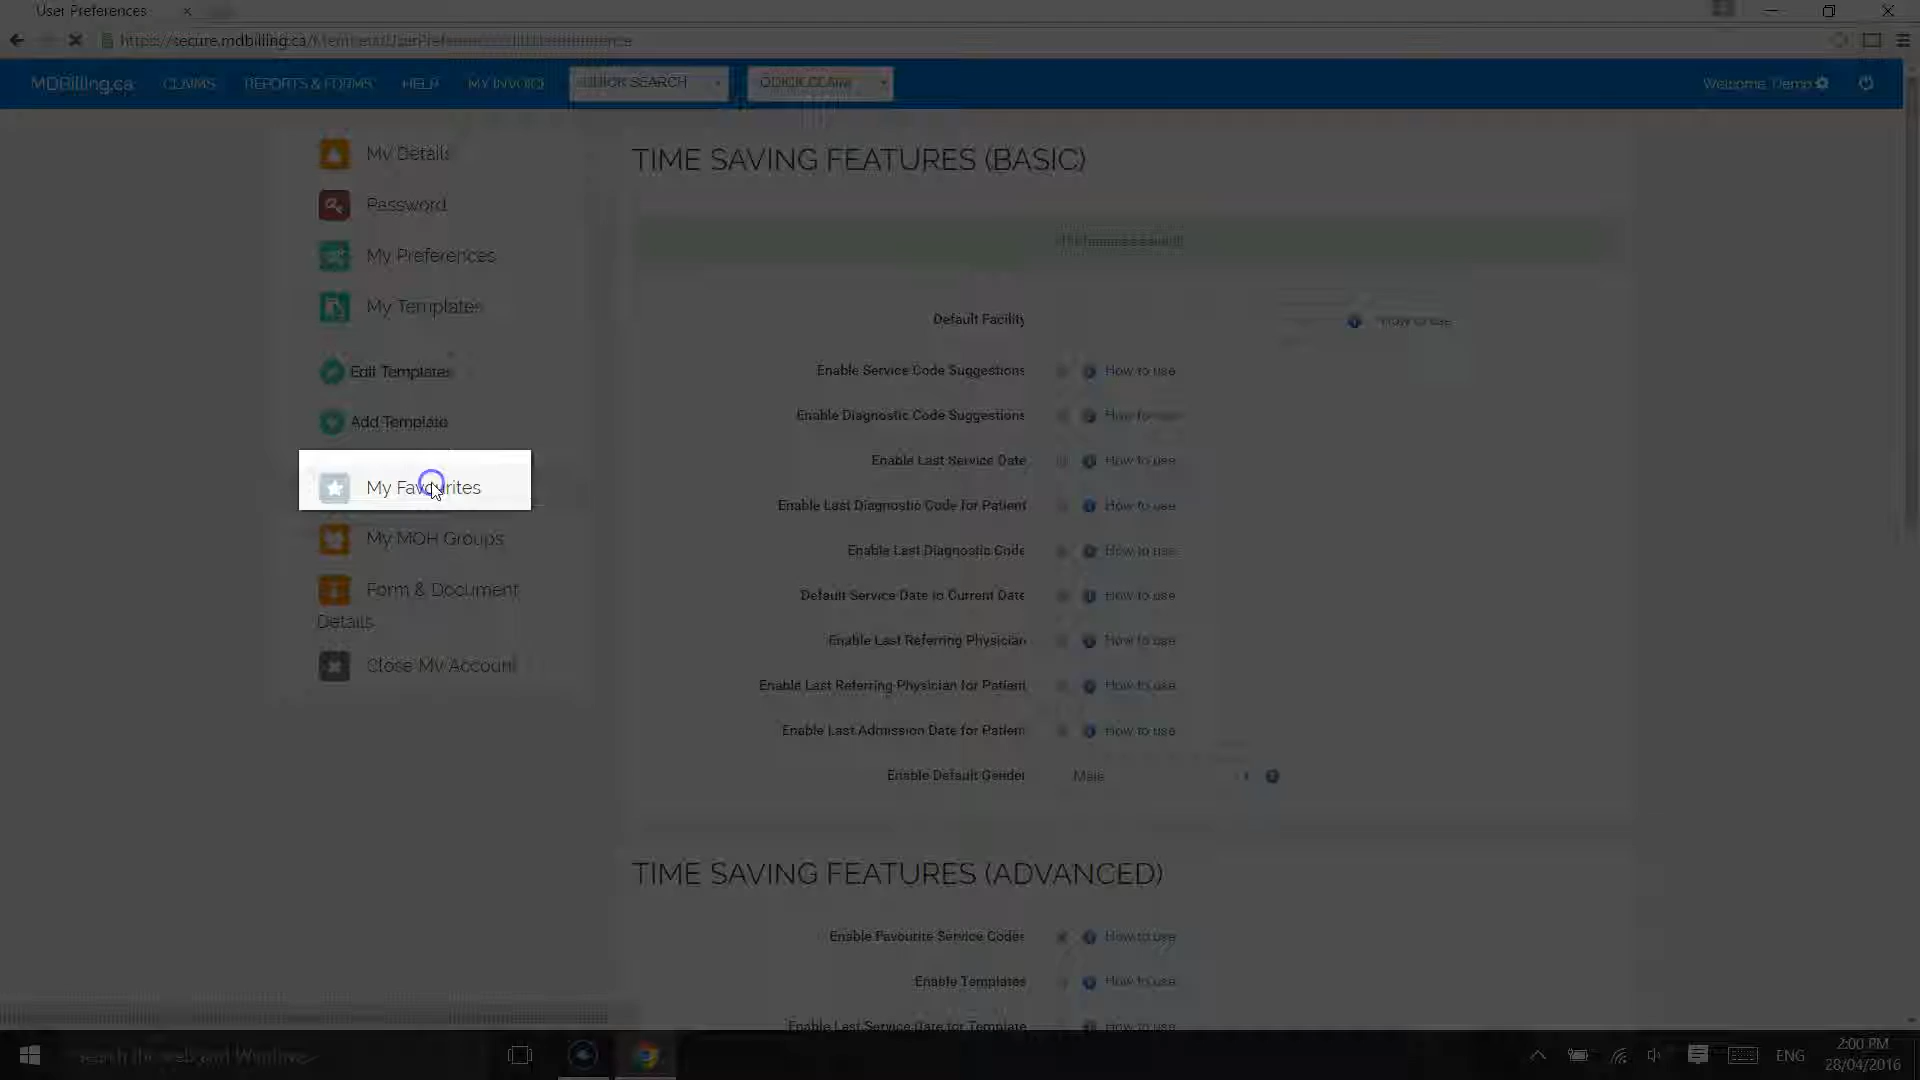 User Preferences
MDBilling.ca CLAIMS REPORTS & FORMS HELP MY INVOICE QUICK SEARCH QUICK CLAIM Welcome, Demo
My Details
Password
My Preferences
My Templates
Edit Templates
Add Template
My Favourites
My MOH Groups
Form & Document
Details
Close My Account
TIME SAVING FEATURES (BASIC)
Default Facility How to use
Enable Service Code Suggestions How to use
Enable Diagnostic Code Suggestions How to use
Enable Last Service Date How to use
Enable Last Diagnostic Code for Patient How to use
Enable Last Diagnostic Code How to use
Default Service Date to Current Date How to use
Enable Last Referring Physician How to use
Enable Last Referring Physician for Patient How to use
Enable Last Admission Date for Patient How to use
Enable Default Gender Male
TIME SAVING FEATURES (ADVANCED)
Enable Favourite Service Codes How to use
Enable Templates How to use
Enable Last Service Date for Template How to use
Search the web and Windows
ENG
2:00 PM
28/04/2016